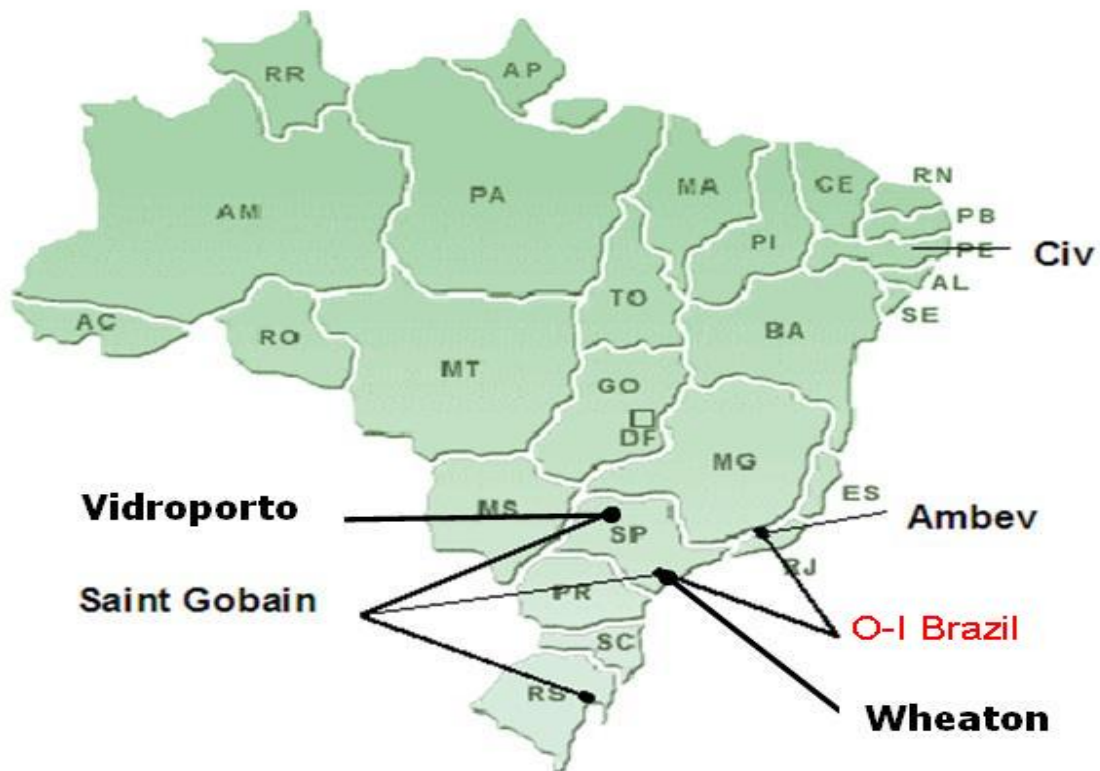 RR
AP
AM
PA
MA
CE
RN
PB
PI
PE
Civ
AL
SE
TO
AC
RO
BA
MT
GO
DF
MG
ES
Vidroporto
MS
Ambev
SP
RJ
Saint Gobain
PR
O-I Brazil
SC
RS
Wheaton